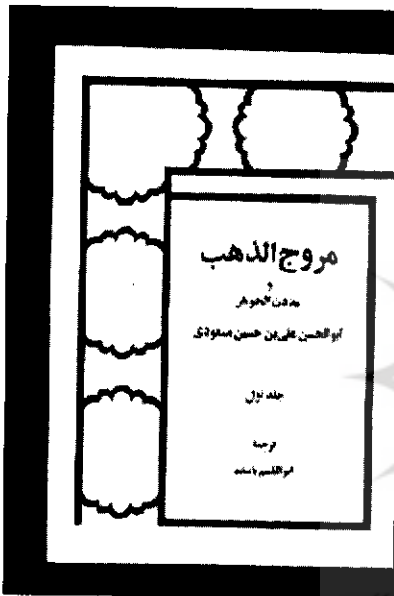 مروج الذهب
و
معادن الجوهر
ابوالحسن علی بن حسین مسعودی
جلد اول
ترجمهٔ
ابوالقاسم پاینده